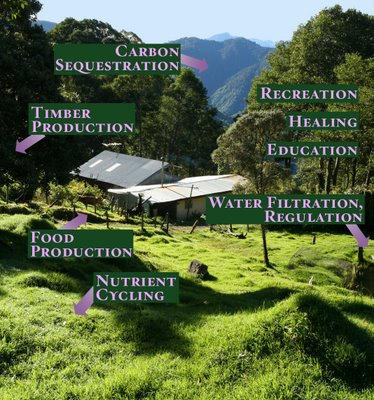 Carbon
Sequestration
Recreation
Timber
Production
Healing
Education
Water Filtration,
Regulation
Food
Production
Nutrient
Cycling